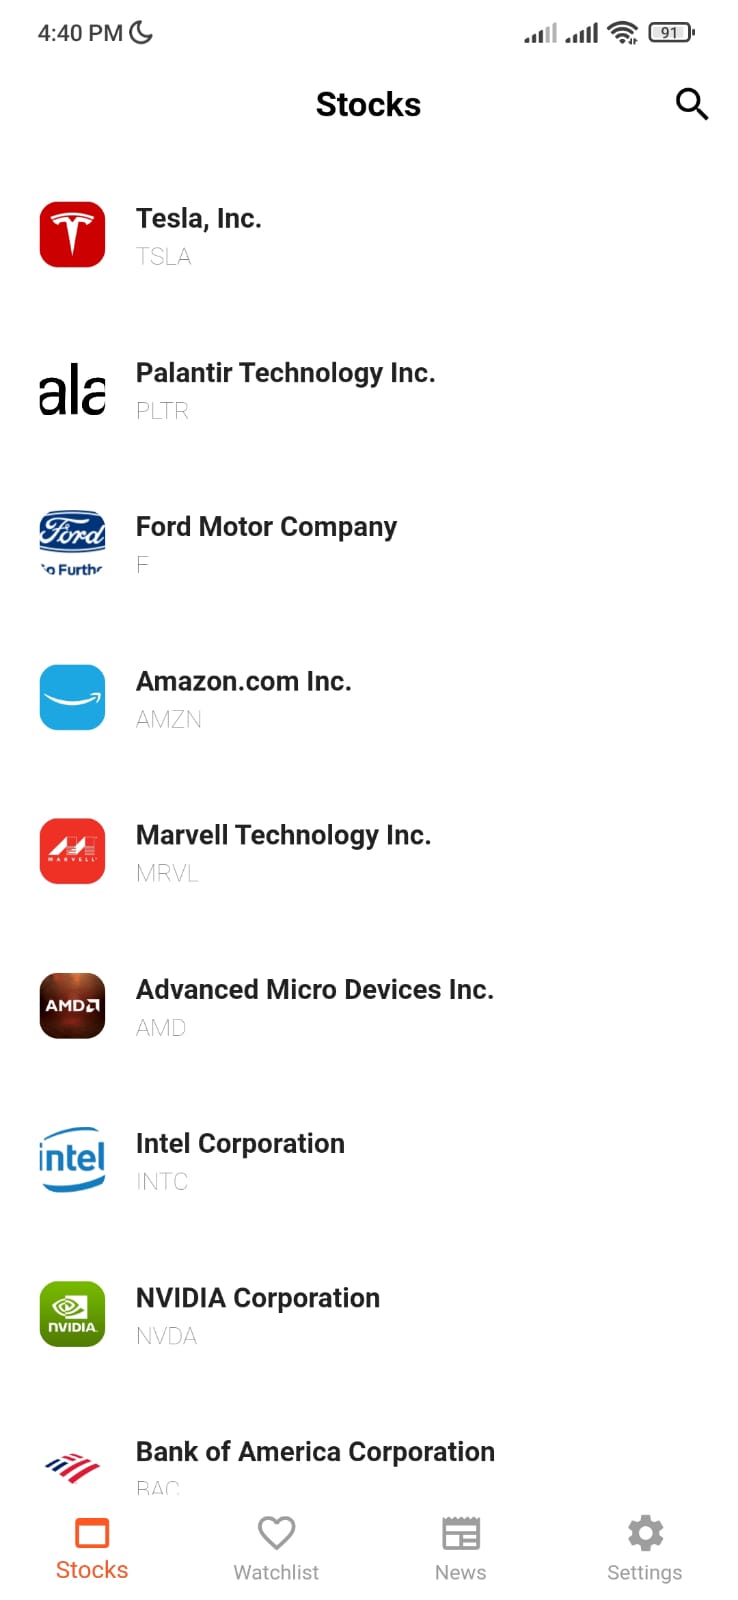 4:40 PM
91
Stocks
Tesla, Inc.
TSLA
ala
Palantir Technology Inc.
PLTR
Ford
Ford Motor Company
o Furth
F
Amazon.com Inc.
AMZN
MARVELL
Marvell Technology Inc.
MRVL
AMD
Advanced Micro Devices Inc.
AMD
intel
Intel Corporation
INTC
NVIDIA
NVIDIA Corporation
NVDA
Bank of America Corporation
BAC
Stocks
Watchlist
News
Settings